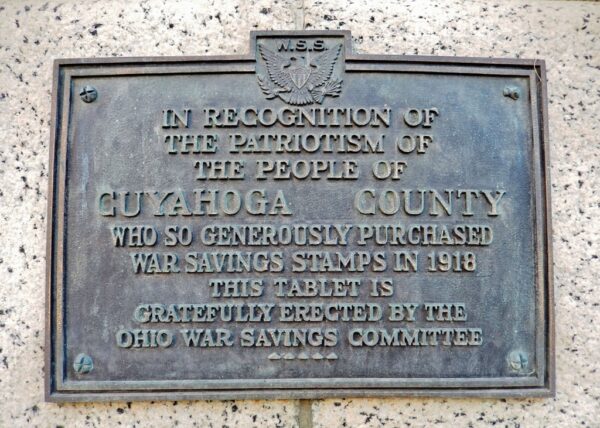 W.S.S.
IN RECOGNITION OF
THE PATRIOTISM OF
THE PEOPLE OF
CUYAHOGA COUNTY
WHO SO GENEROUSLY PURCHASED
WAR SAVINGS STAMPS IN 1918
THIS TABLET IS
GRATEFULLY ERECTED BY THE
OHIO WAR SAVINGS COMMITTEE